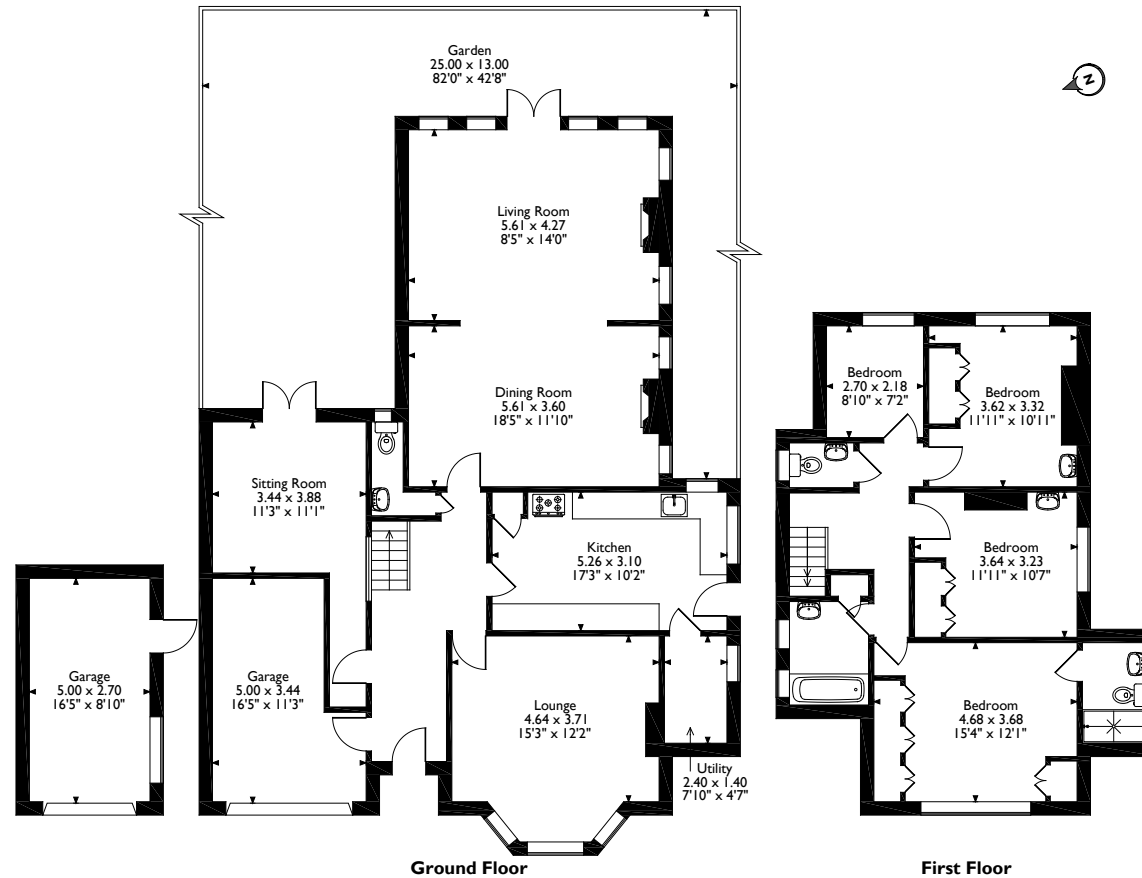 Garden
25.00 x 13.00
82'0" x 42'8"
N
Living Room
5.61 x 4.27
8'5" x 14'0"
Dining Room
5.61 x 3.60
18'5" x 11'10"
Sitting Room
3.44 x 3.88
11'3" x 11'1"
Kitchen
5.26 x 3.10
17'3" x 10'2"
Garage
5.00 x 2.70
16'5" x 8'10"
Garage
5.00 x 3.44
16'5" x 11'3"
Lounge
4.64 x 3.71
15'3" x 12'2"
Utility
2.40 x 1.40
7'10" x 4'7"
Ground Floor
Bedroom
2.70 x 2.18
8'10" x 7'2"
Bedroom
3.62 x 3.32
11'11" x 10'11"
Bedroom
3.64 x 3.23
11'11" x 10'7"
Bedroom
4.68 x 3.68
15'4" x 12'1"
First Floor